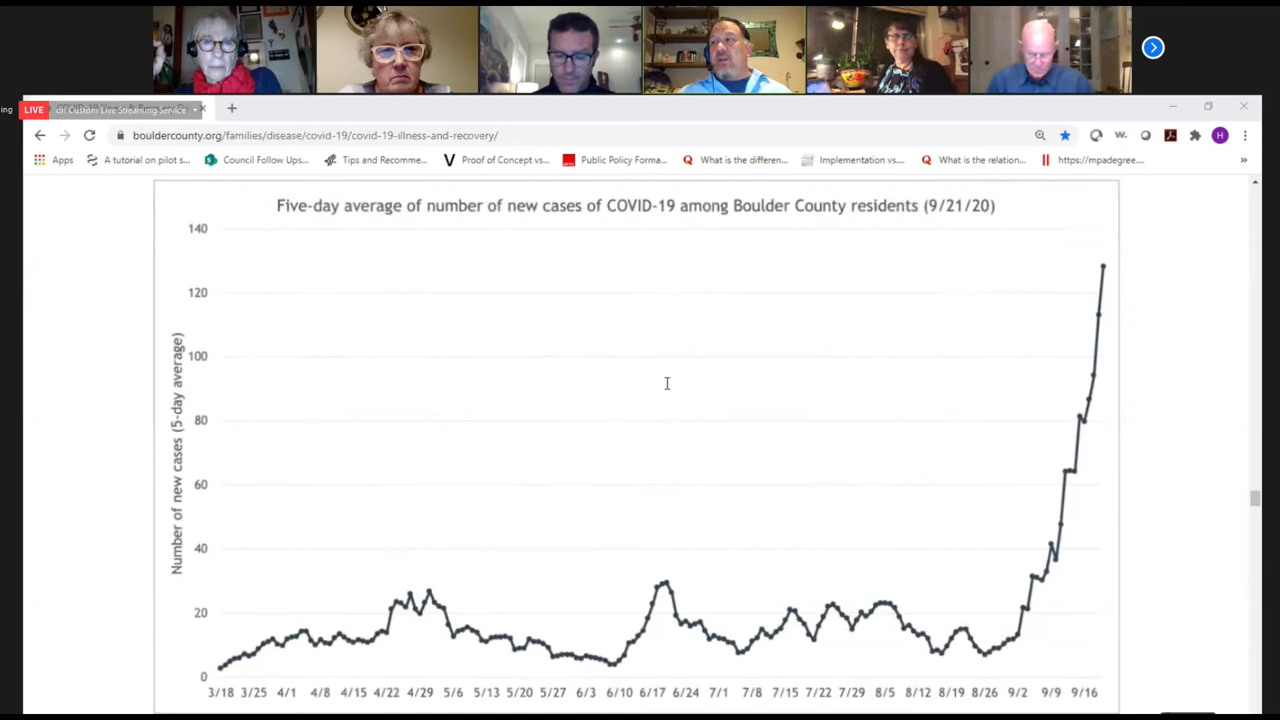 ing
LIVE on Custom Live Streaming Service
bouldercounty.org/families/disease/covid-19/covid-19-illness-and-recovery/
H
Apps A tutorial on pilot s... Council Follow Ups... Tips and Recomme... V Proof of Concept vs... Public Policy Forma... Q What is the differen... Implementation vs.... Q What is the relation... https://mpadegree....
Five-day average of number of new cases of COVID-19 among Boulder County residents (9/21/20)
Number of new cases (5-day average)
140
120
100
80
60
40
20
0
3/18 3/25 4/1 4/8 4/15 4/22 4/29 5/6 5/13 5/20 5/27 6/3 6/10 6/17 6/24 7/1 7/8 7/15 7/22 7/29 8/5 8/12 8/19 8/26 9/2 9/9 9/16